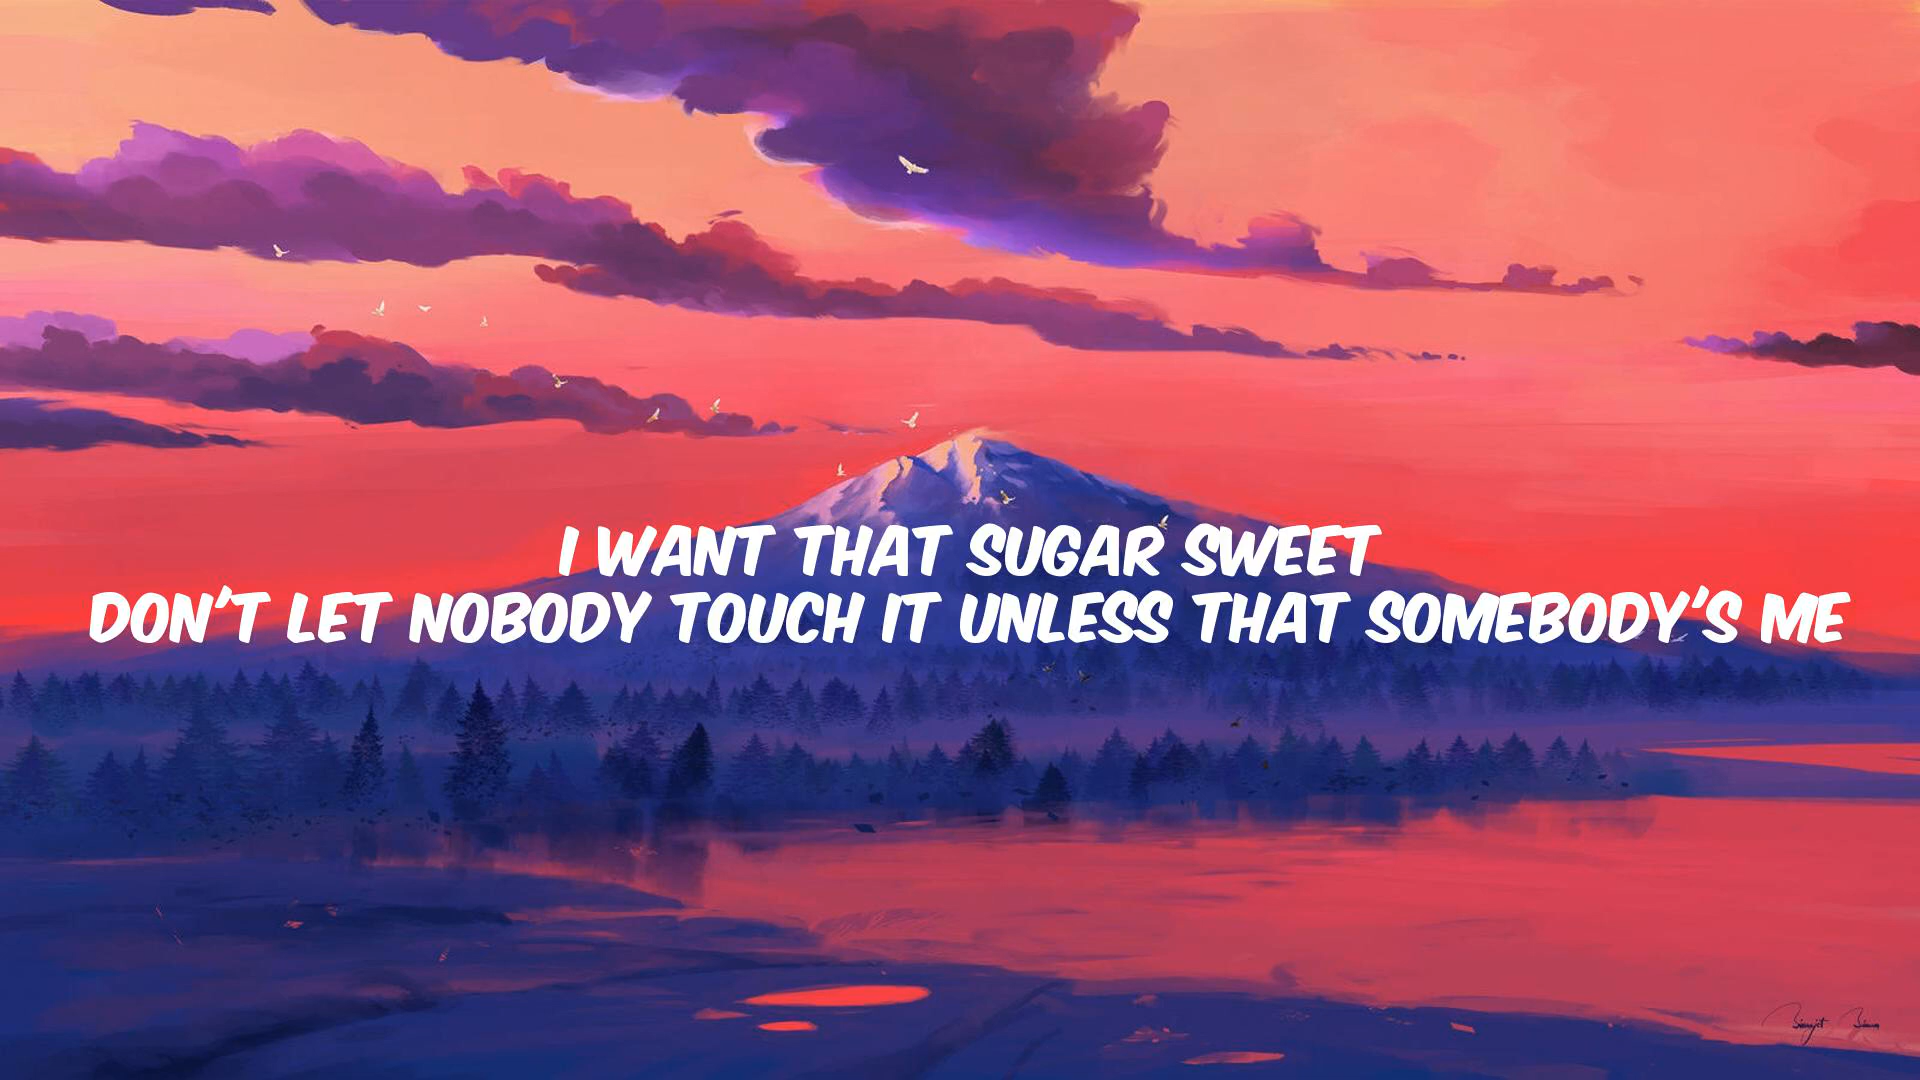 I WANT THAT SUGAR SWEET
DON'T LET NOBODY TOUCH IT UNLESS THAT SOMEBODY'S ME